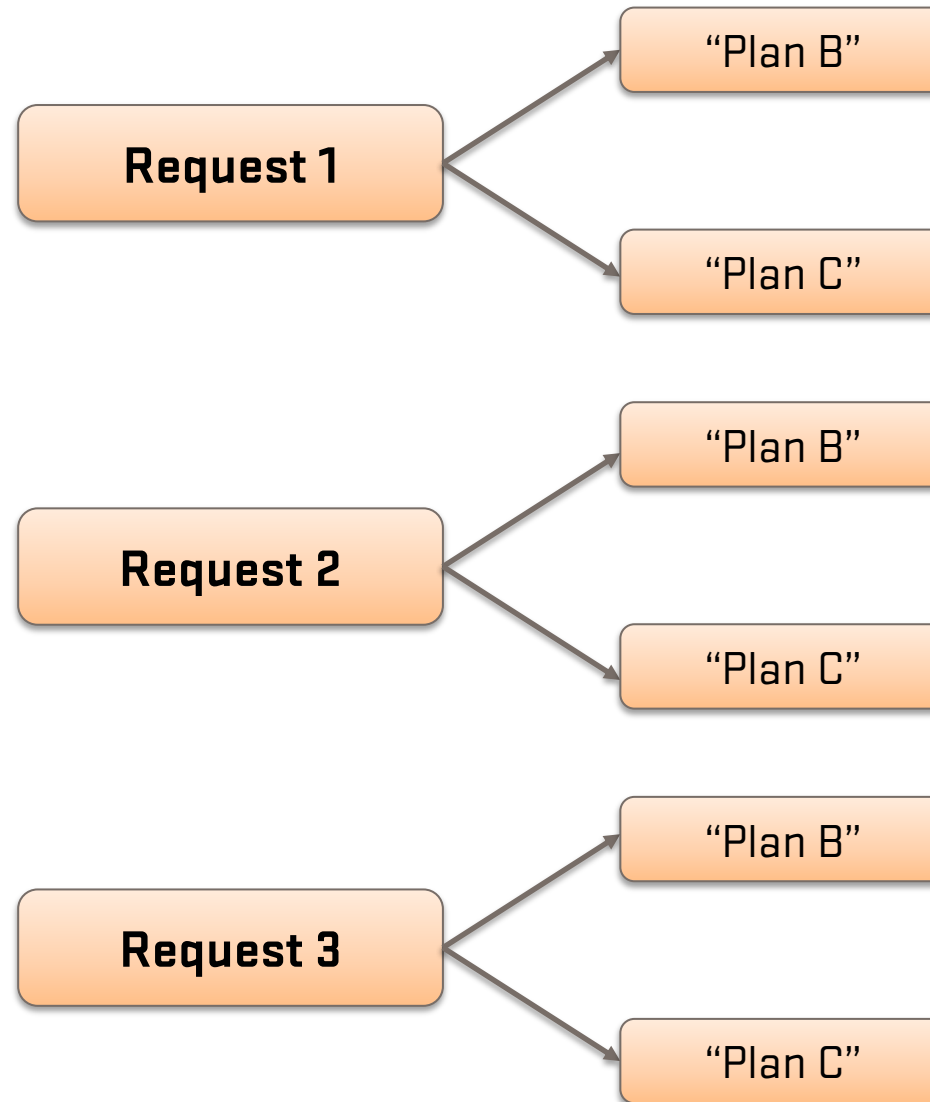 “Plan B”
Request 1
“Plan C”
“Plan B”
Request 2
“Plan C”
“Plan B”
Request 3
“Plan C”